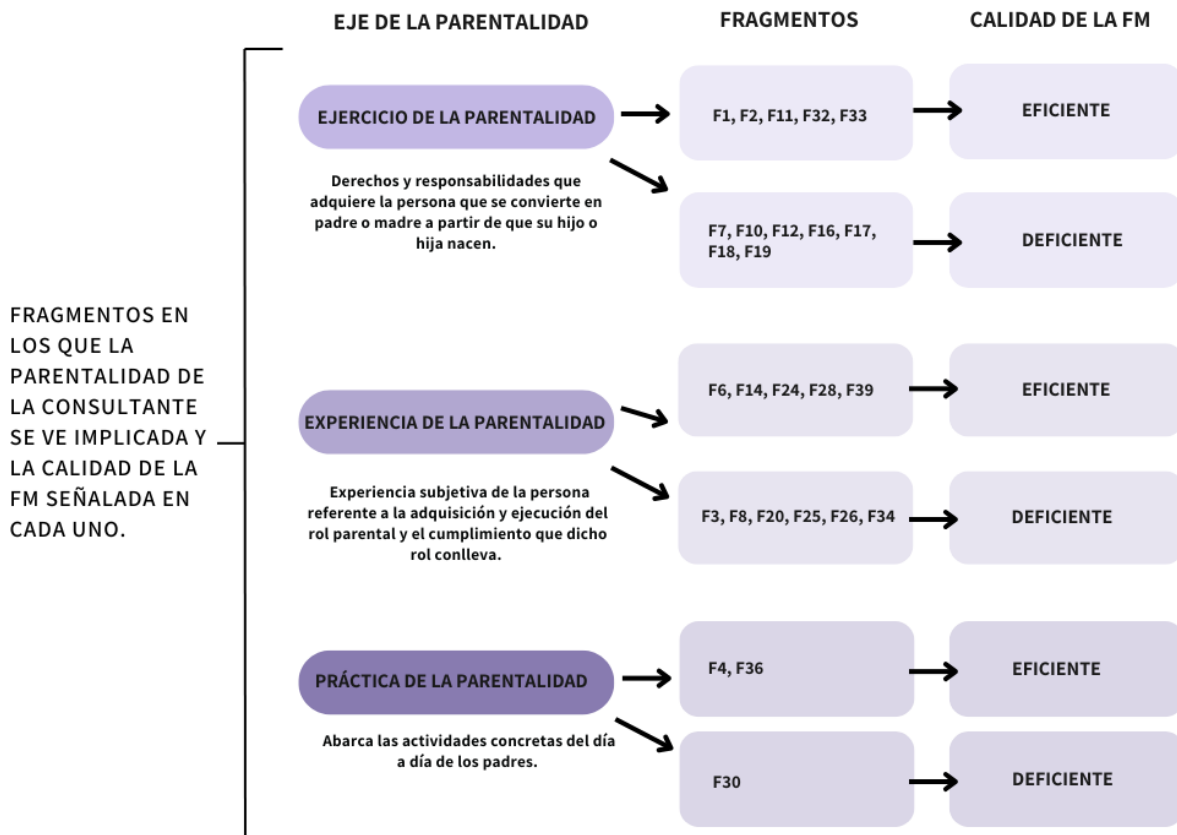 EJE DE LA PARENTALIDAD
FRAGMENTOS
CALIDAD DE LA FM
FRAGMENTOS EN
LOS QUE LA
PARENTALIDAD DE
LA CONSULTANTE
SE VE IMPLICADA Y
LA CALIDAD DE LA
FM SEÑALADA EN
CADA UNO.
EJERCICIO DE LA PARENTALIDAD
Derechos y responsabilidades que
adquiere la persona que se convierte en
padre o madre a partir de que su hijo o
hija nacen.
F1, F2, F11, F32, F33
EFICIENTE
F7, F10, F12, F16, F17,
F18, F19
DEFICIENTE
EXPERIENCIA DE LA PARENTALIDAD
Experiencia subjetiva de la persona
referente a la adquisición y ejecución del
rol parental y el cumplimiento que dicho
rol conlleva.
F6, F14, F24, F28, F39
EFICIENTE
F3, F8, F20, F25, F26, F34
DEFICIENTE
PRÁCTICA DE LA PARENTALIDAD
Abarca las actividades concretas del día
a día de los padres.
F4, F36
EFICIENTE
F30
DEFICIENTE